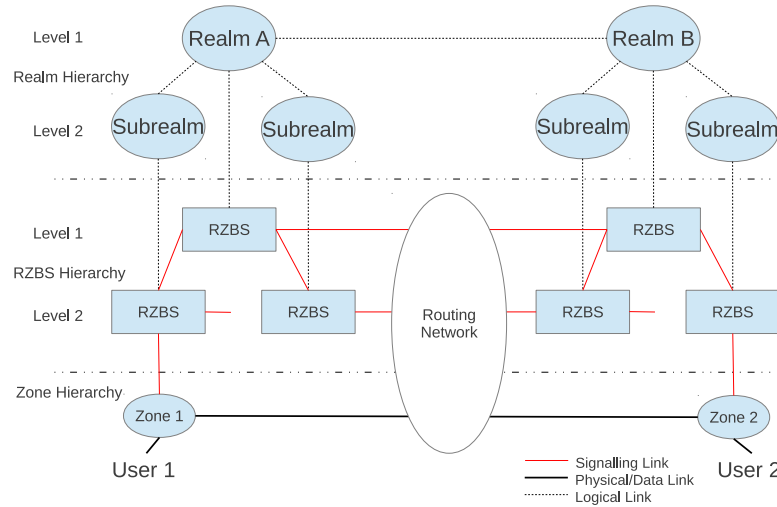 Level 1
Realm A
Realm B
Realm Hierarchy
Level 2
Subrealm
Subrealm
Subrealm
Subrealm
Level 1
RZBS
RZBS
RZBS Hierarchy
Level 2
RZBS
RZBS
Routing
Network
RZBS
RZBS
Zone Hierarchy
Zone 1
Zone 2
User 1
User 2
Signalling Link
Physical/Data Link
Logical Link